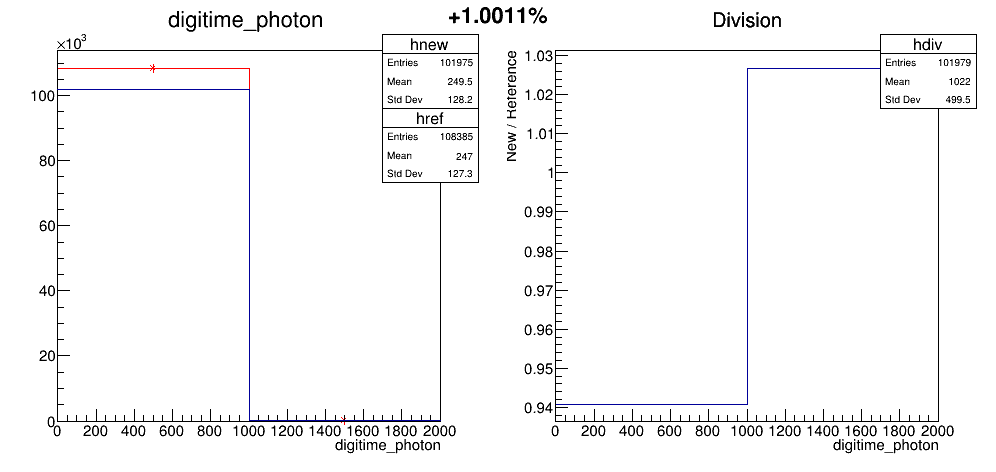 digitime_photon
+1.0011%
Division
×10³
hnew
Entries 101975
Mean 249.5
Std Dev 128.2
href
Entries 108385
Mean 247
Std Dev 127.3
100
80
60
40
20
0
0 200 400 600 800 1000 1200 1400 1600 1800 2000
digitime_photon
hdiv
Entries 101979
Mean 1022
Std Dev 499.5
New / Reference
1.03
1.02
1.01
1
0.99
0.98
0.97
0.96
0.95
0.94
0 200 400 600 800 1000 1200 1400 1600 1800 2000
digitime_photon